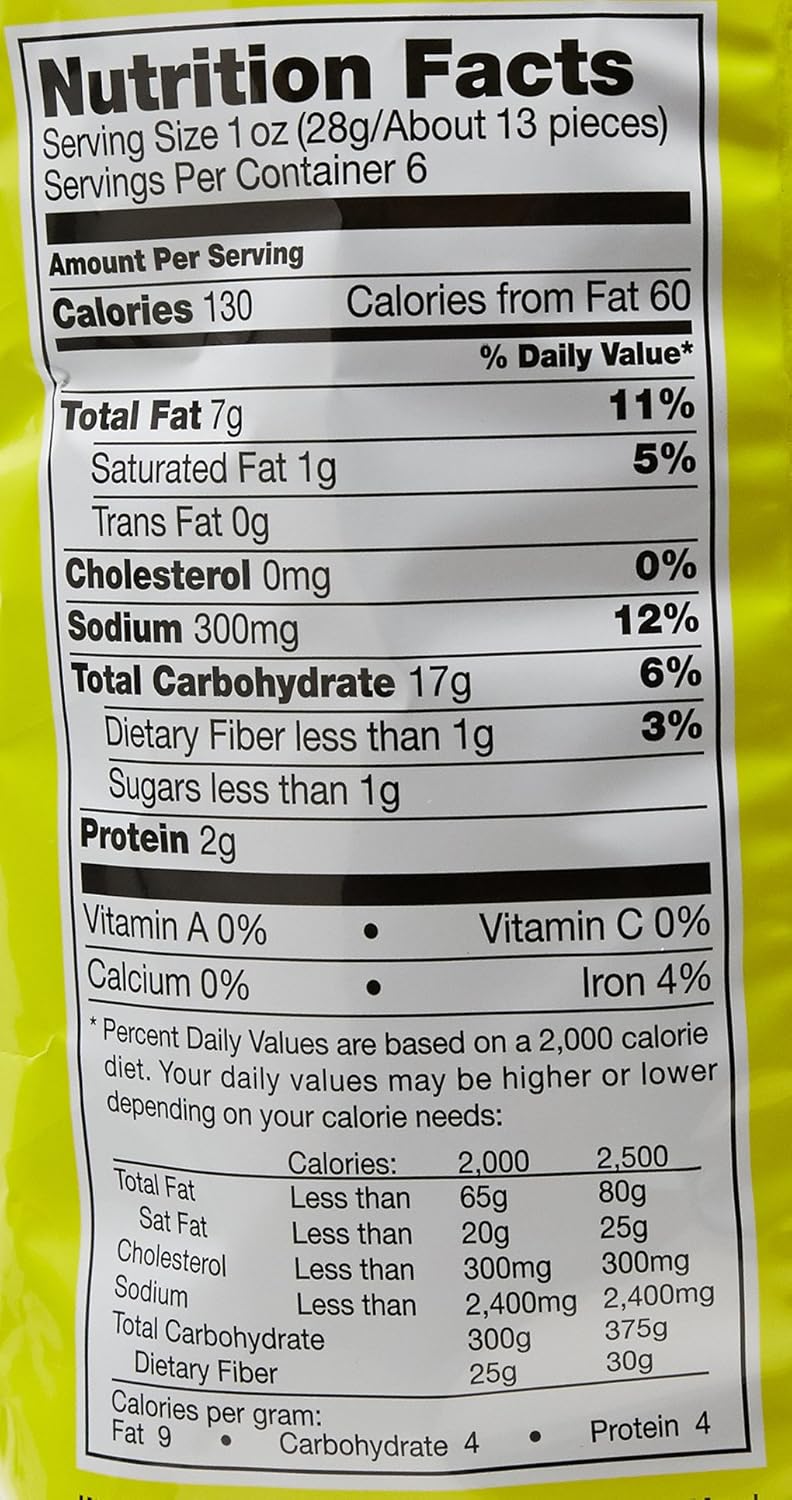 Nutrition Facts
Serving Size 1 oz (28g/About 13 pieces)
Servings Per Container 6
Amount Per Serving
Calories 130 Calories from Fat 60
% Daily Value*
Total Fat 7g 11%
Saturated Fat 1g 5%
Trans Fat 0g
Cholesterol 0mg 0%
Sodium 300mg 12%
Total Carbohydrate 17g 6%
Dietary Fiber less than 1g 3%
Sugars less than 1g
Protein 2g
Vitamin A 0% • Vitamin C 0%
Calcium 0% • Iron 4%
* Percent Daily Values are based on a 2,000 calorie
diet. Your daily values may be higher or lower
depending on your calorie needs:
Calories: 2,000 2,500
Total Fat Less than 65g 80g
Sat Fat Less than 20g 25g
Cholesterol Less than 300mg 300mg
Sodium Less than 2,400mg 2,400mg
Total Carbohydrate 300g 375g
Dietary Fiber 25g 30g
Calories per gram:
Fat 9 • Carbohydrate 4 • Protein 4